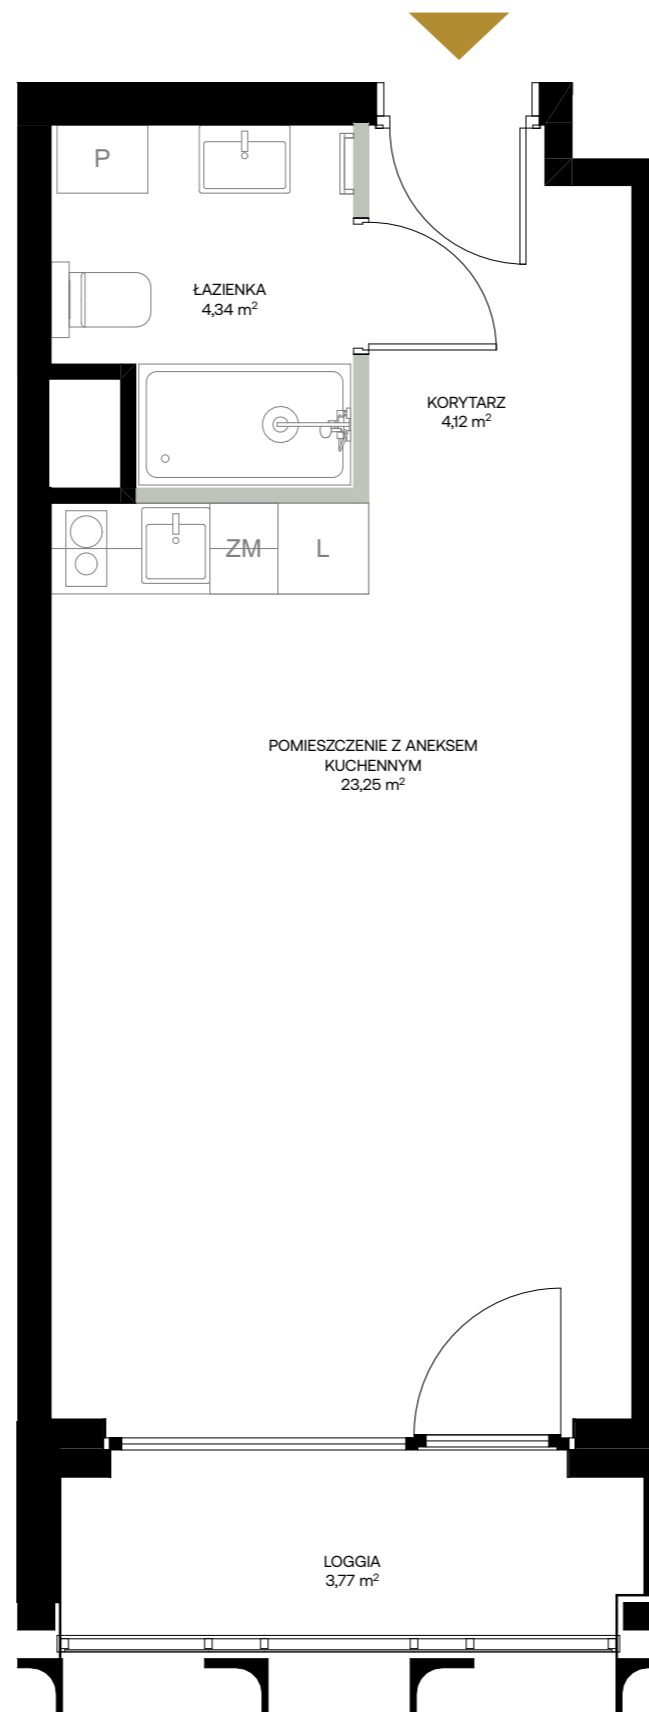 P
ŁAZIENKA
4,34 m²
KORYTARZ
4,12 m²
ZM
L
POMIESZCZENIE Z ANEKSEM
KUCHENNYM
23,25 m²
LOGGIA
3,77 m²